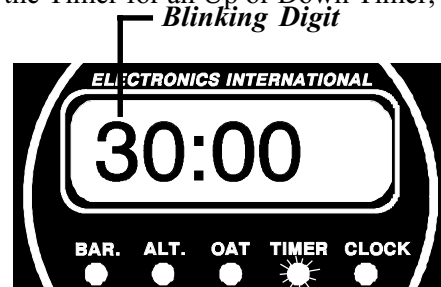 the Timer for an Up or Down Timer,
Blinking Digit
ELECTRONICS INTERNATIONAL
30:00
BAR. ALT. OAT TIMER CLOCK